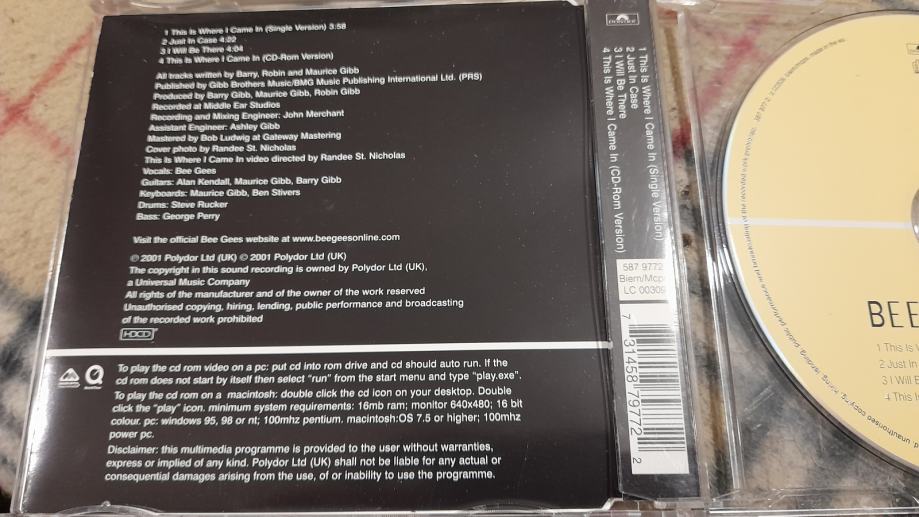 1 This Is Where I Came In (Single Version) 3:58
2 Just In Case 4:22
3 I Will Be There 4:04
4 This Is Where I Came In (CD-Rom Version)
All tracks written by Barry, Robin and Maurice Gibb
Published by Gibb Brothers Music/BMG Music Publishing International Ltd. (PRS)
Produced by Barry Gibb, Maurice Gibb, Robin Gibb
Recorded at Middle Ear Studios
Recording and Mixing Engineer: John Merchant
Assistant Engineer: Ashley Gibb
Mastered by Bob Ludwig at Gateway Mastering
Cover photo by Randee St. Nicholas
This Is Where I Came In video directed by Randee St. Nicholas
Vocals: Bee Gees
Guitars: Alan Kendall, Maurice Gibb, Barry Gibb
Keyboards: Maurice Gibb, Ben Stivers
Drums: Steve Rucker
Bass: George Perry
Visit the official Bee Gees website at www.beegeesonline.com
℗ 2001 Polydor Ltd (UK) © 2001 Polydor Ltd (UK)
The copyright in this sound recording is owned by Polydor Ltd (UK),
a Universal Music Company
All rights of the manufacturer and of the owner of the work reserved
Unauthorised copying, hiring, lending, public performance and broadcasting
of the recorded work prohibited
HDCD
To play the cd rom video on a pc: put cd into rom drive and cd should auto run. If the
cd rom does not start by itself then select "run" from the start menu and type "play.exe".
To play the cd rom on a macintosh: double click the cd icon on your desktop. Double
click the "play" icon. minimum system requirements: 16mb ram; monitor 640x480; 16 bit
colour. pc: windows 95, 98 or nt; 100mhz pentium. macintosh:OS 7.5 or higher; 100mhz
power pc.
Disclaimer: this multimedia programme is provided to the user without warranties,
express or implied of any kind. Polydor Ltd (UK) shall not be liable for any actual or
consequential damages arising from the use, of or inability to use the programme.
1 This Is Where I Came In (Single Version)
2 Just In Case
3 I Will Be There
4 This Is Where I Came In (CD-Rom Version)
587 9772
Biem/Mcps
LC 00309
7 31458 79772 2
BEE
1 This Is
2 Just In
3 I Will
4 This